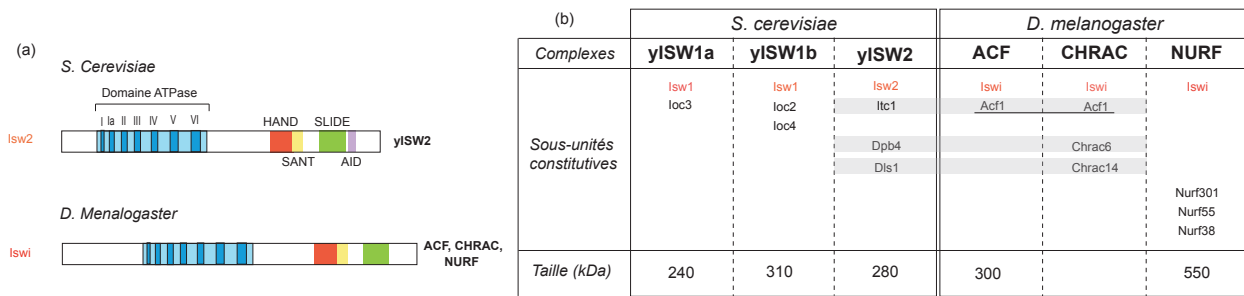 (a)
S. Cerevisiae
Domaine ATPase
I Ia II III IV V VI
HAND SLIDE
Isw2 yISW2
SANT AID
D. Menalogaster
Iswi ACF, CHRAC,
NURF
(b) S. cerevisiae D. melanogaster
Complexes yISW1a yISW1b yISW2 ACF CHRAC NURF
Isw1 Isw1 Isw2 Iswi Iswi Iswi
Ioc3 Ioc2 Itc1 Acf1 Acf1
Ioc4
Sous-unités
constitutives
Dpb4 Chrac6
Dls1 Chrac14
Nurf301
Nurf55
Nurf38
Taille (kDa) 240 310 280 300 550